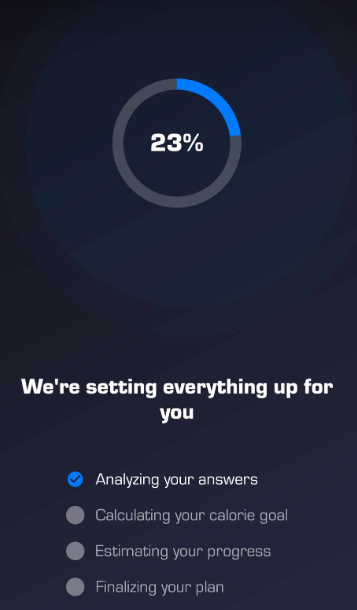 23%
We're setting everything up for
you
Analyzing your answers
Calculating your calorie goal
Estimating your progress
Finalizing your plan